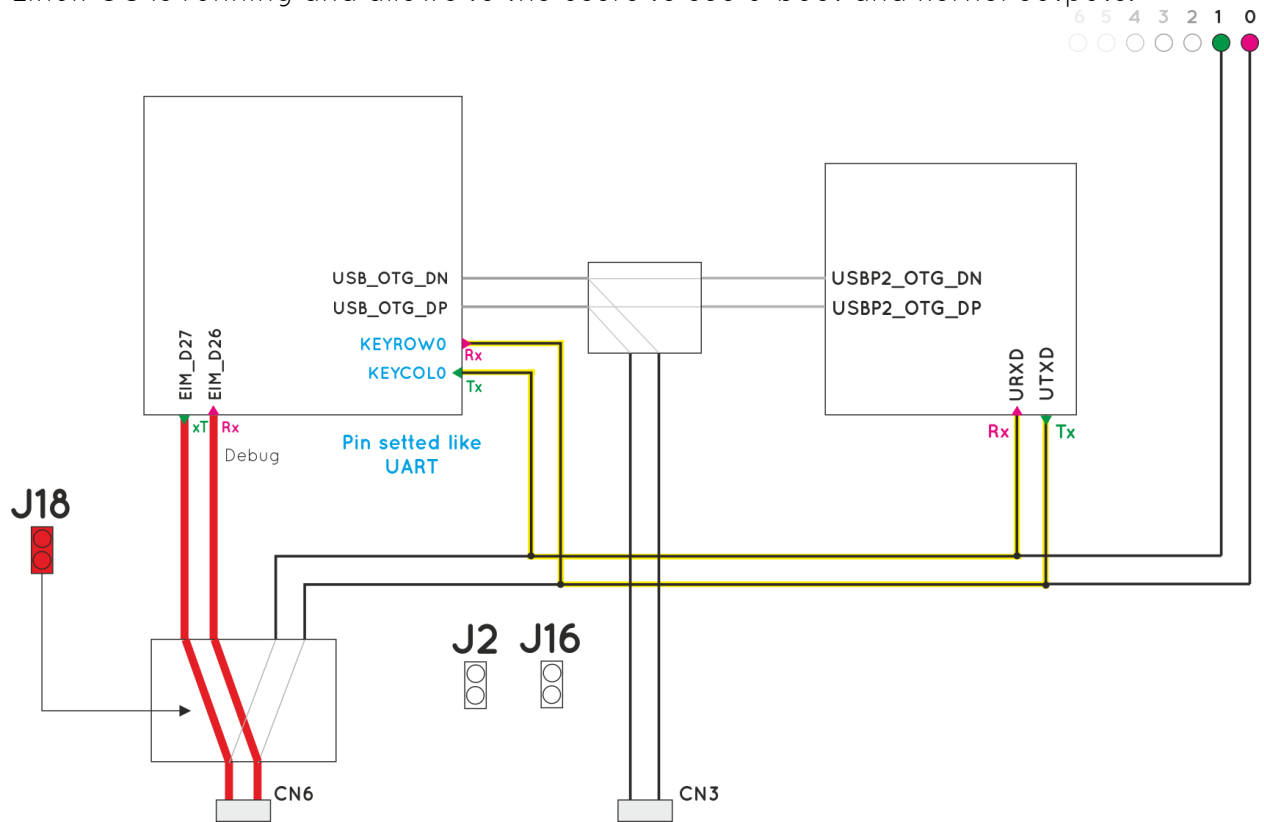 6 5 4 3 2 1 0
USB_OTG_DN
USB_OTG_DP
KEYROW0
KEYCOL0
Rx
Tx
USBP2_OTG_DN
USBP2_OTG_DP
EIM_D27
EIM_D26
URXD
UTXD
xT
Rx
Debug
Pin setted like
UART
Rx
Tx
J18
J2
J16
CN6
CN3